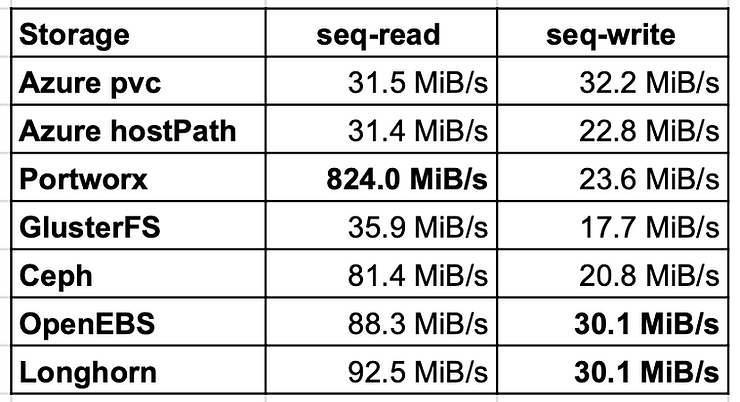 Storage seq-read seq-write
Azure pvc 31.5 MiB/s 32.2 MiB/s
Azure hostPath 31.4 MiB/s 22.8 MiB/s
Portworx 824.0 MiB/s 23.6 MiB/s
GlusterFS 35.9 MiB/s 17.7 MiB/s
Ceph 81.4 MiB/s 20.8 MiB/s
OpenEBS 88.3 MiB/s 30.1 MiB/s
Longhorn 92.5 MiB/s 30.1 MiB/s